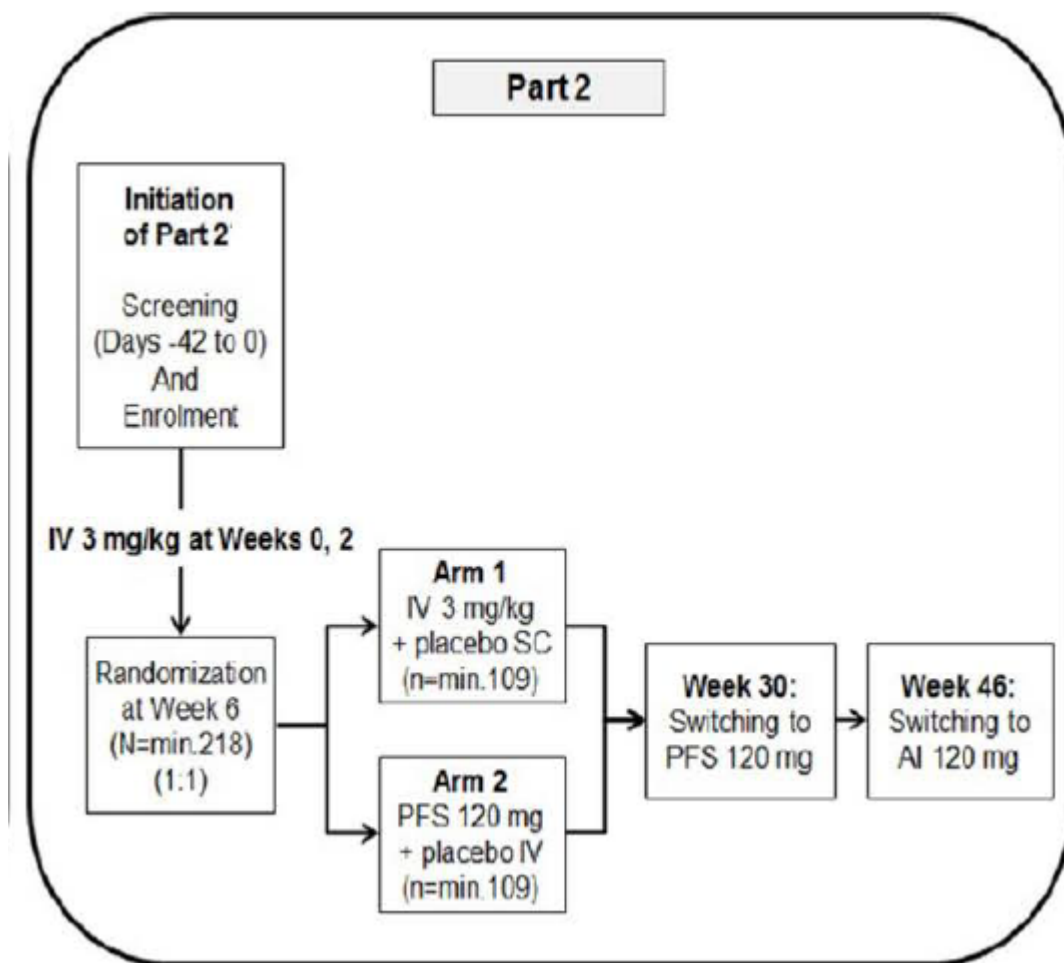 Part 2
Initiation
of Part 2
Screening
(Days -42 to 0)
And
Enrolment
IV 3 mg/kg at Weeks 0, 2
Randomization
at Week 6
(N=min.218)
(1:1)
Arm 1
IV 3 mg/kg
+ placebo SC
(n=min.109)
Arm 2
PFS 120 mg
+ placebo IV
(n=min.109)
Week 30:
Switching to
PFS 120 mg
Week 46:
Switching to
AI 120 mg